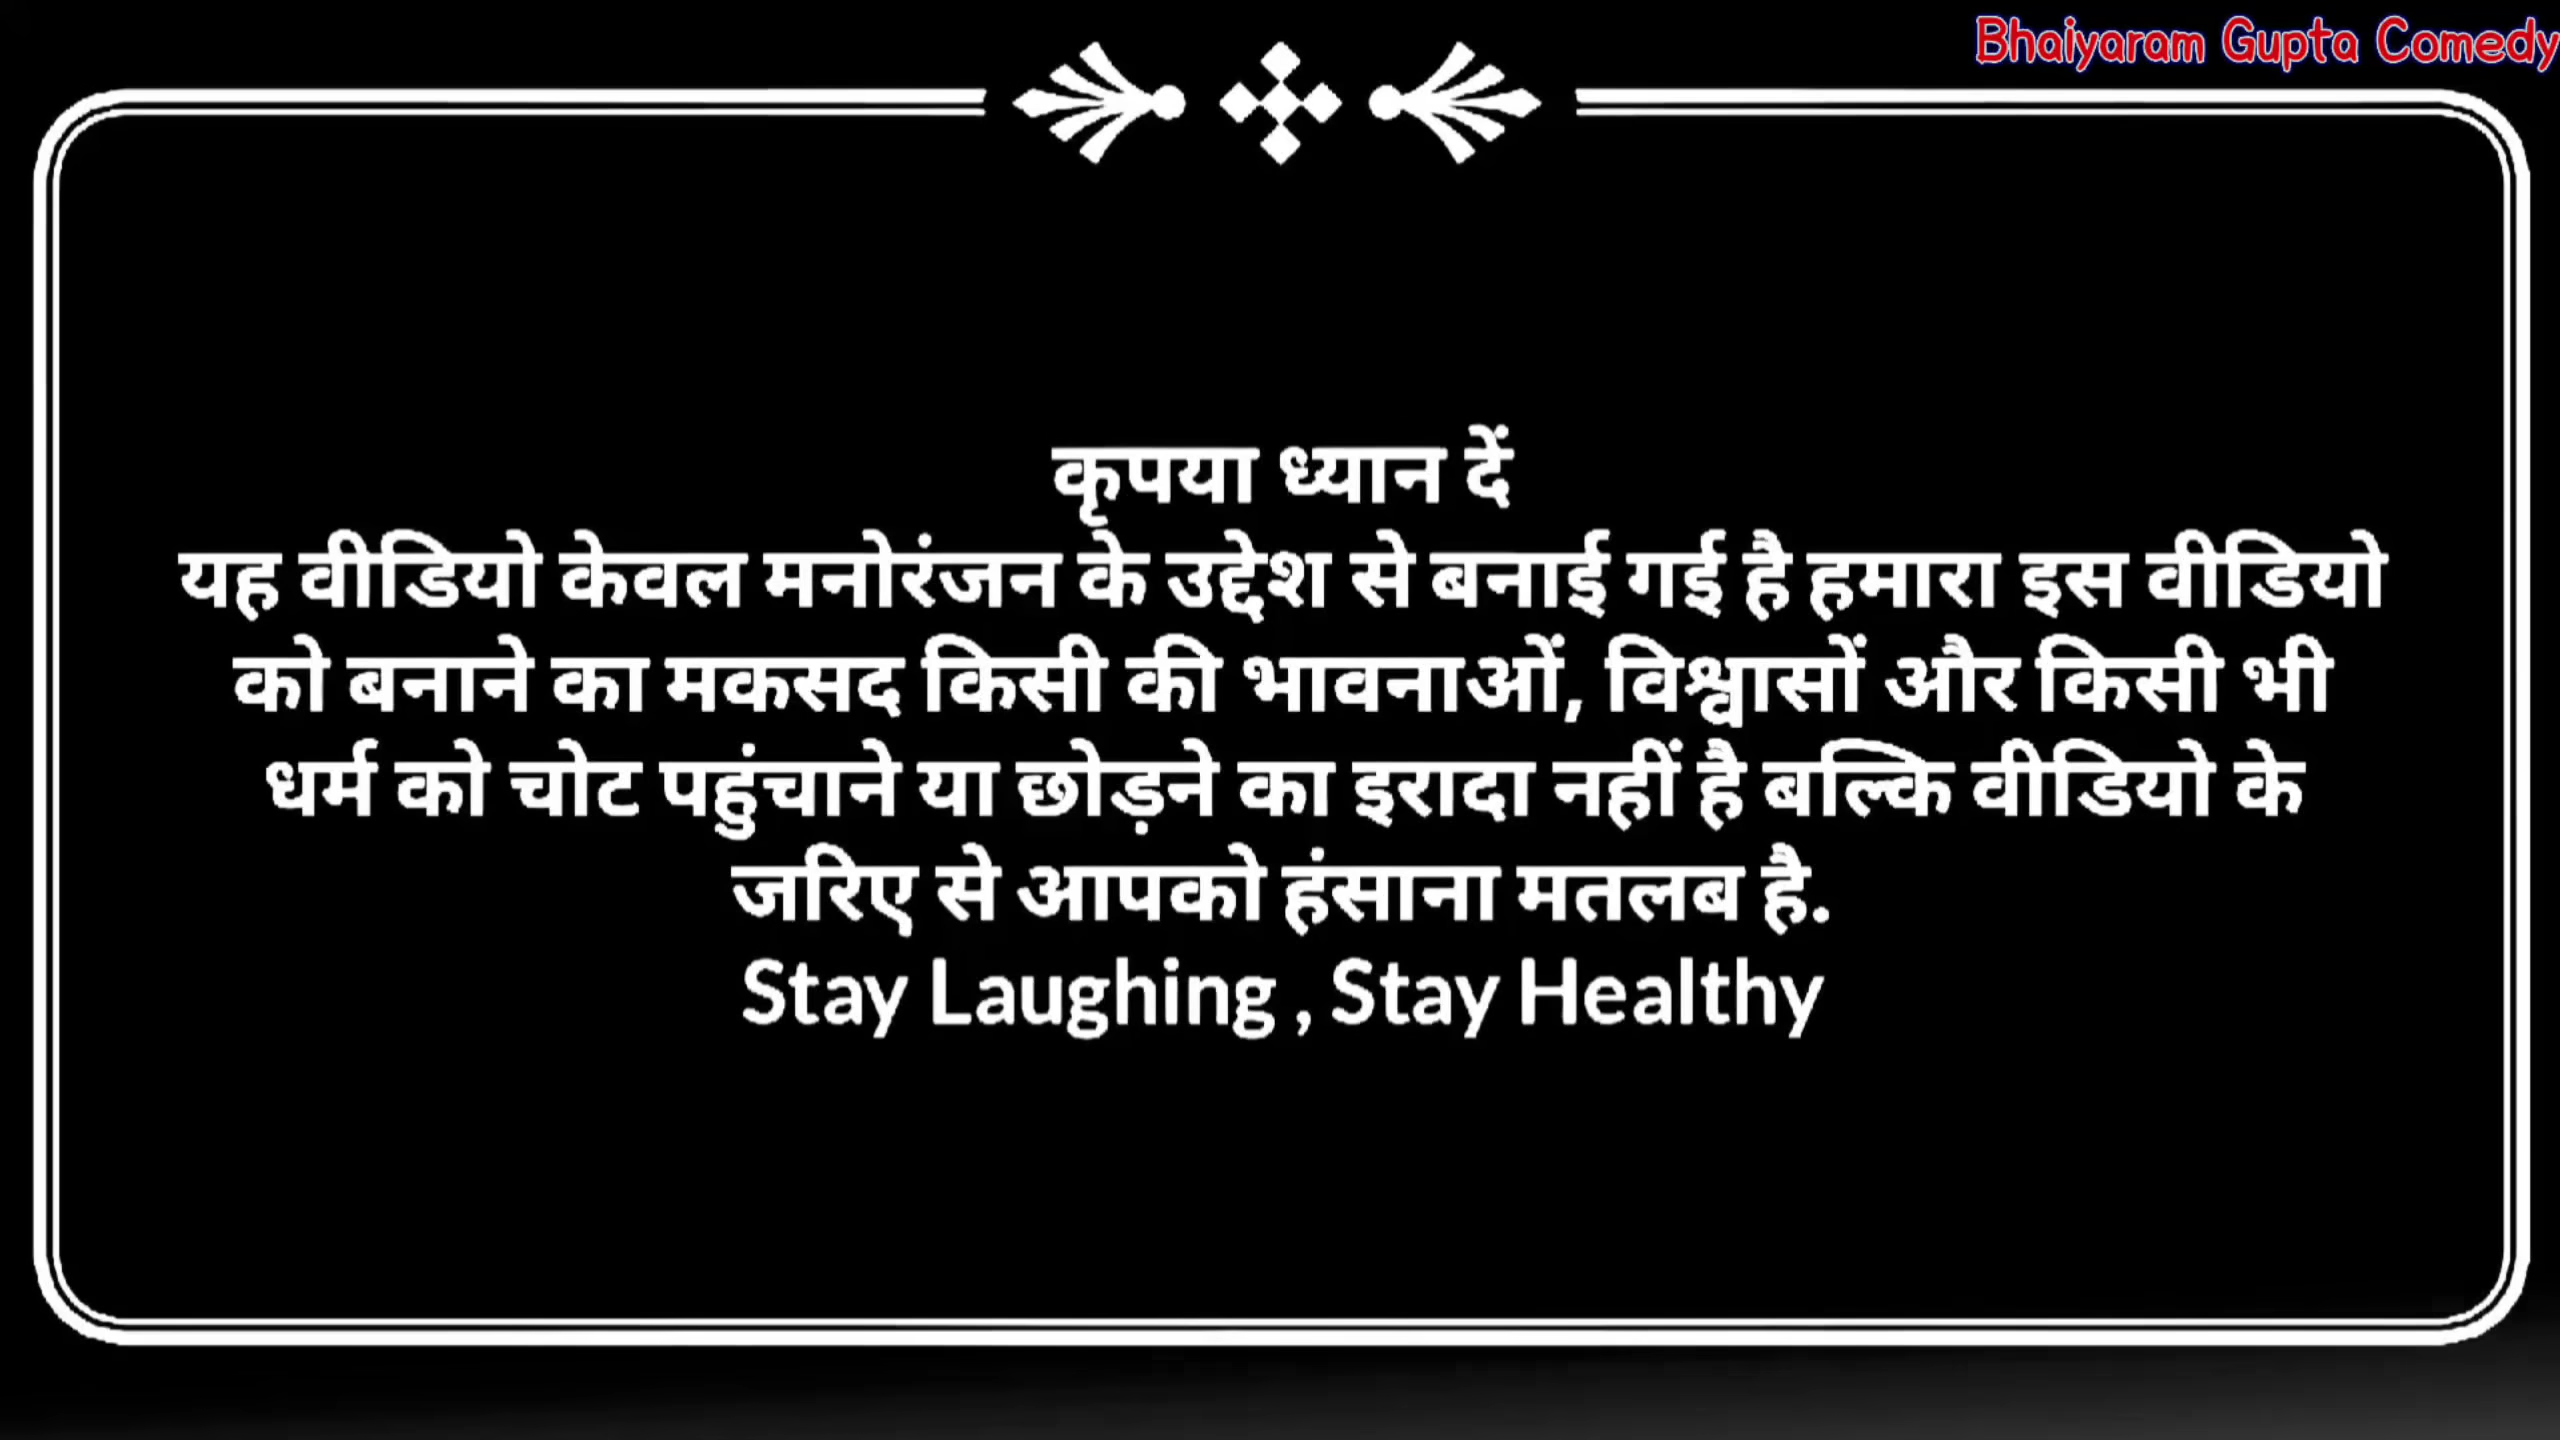 Bhaiyaram Gupta Comedy
कृपया ध्यान दें
यह वीडियो केवल मनोरंजन के उद्देश से बनाई गई है हमारा इस वीडियो
को बनाने का मकसद किसी की भावनाओं, विश्वासों और किसी भी
धर्म को चोट पहुंचाने या छोड़ने का इरादा नहीं है बल्कि वीडियो के
जरिए से आपको हंसाना मतलब है.
Stay Laughing , Stay Healthy